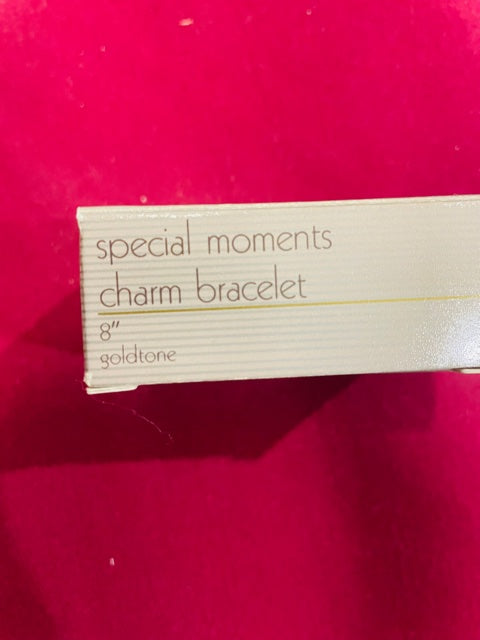 special moments
charm bracelet
8"
goldtone